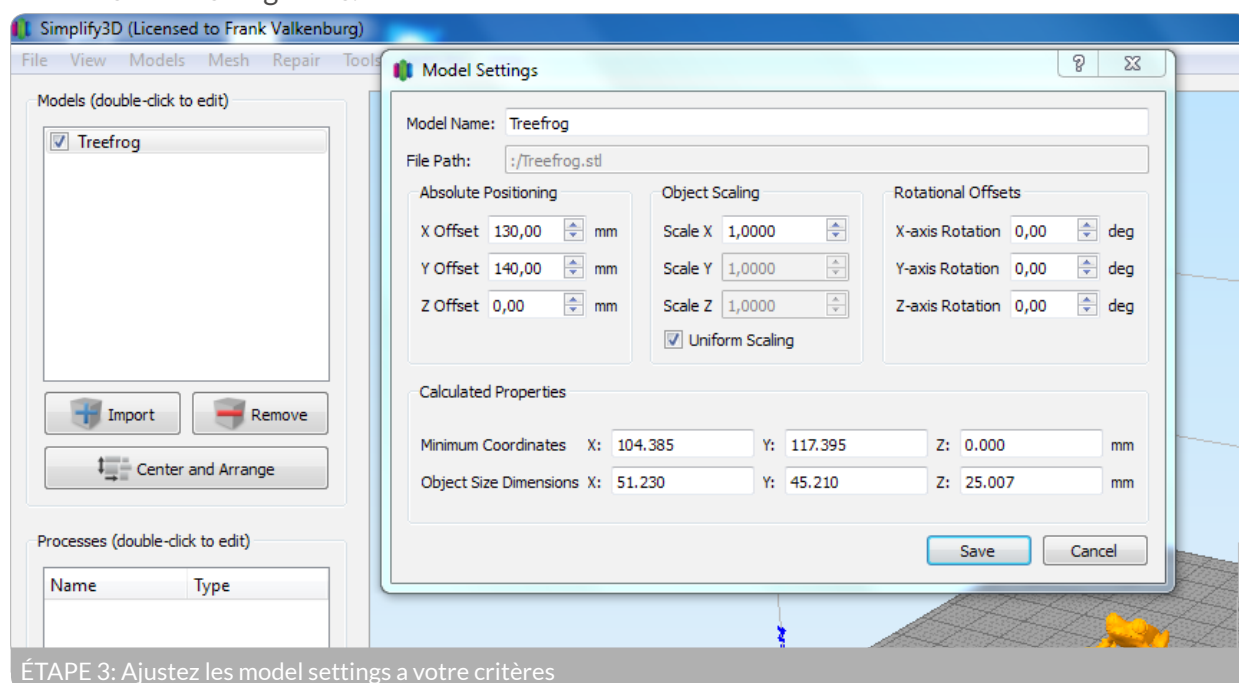 Simplify3D (Licensed to Frank Valkenburg)
File View Models Mesh Repair Tools
Models (double-click to edit)
Treefrog
Import Remove
Center and Arrange
Processes (double-click to edit)
Name Type
Model Settings
Model Name: Treefrog
File Path: :/Treefrog.stl
Absolute Positioning Object Scaling Rotational Offsets
X Offset 130,00 mm Scale X 1,0000 X-axis Rotation 0,00 deg
Y Offset 140,00 mm Scale Y 1,0000 Y-axis Rotation 0,00 deg
Z Offset 0,00 mm Scale Z 1,0000 Z-axis Rotation 0,00 deg
Uniform Scaling
Calculated Properties
Minimum Coordinates X: 104.385 Y: 117.395 Z: 0.000 mm
Object Size Dimensions X: 51.230 Y: 45.210 Z: 25.007 mm
Save Cancel
ÉTAPE 3: Ajustez les model settings a votre critères